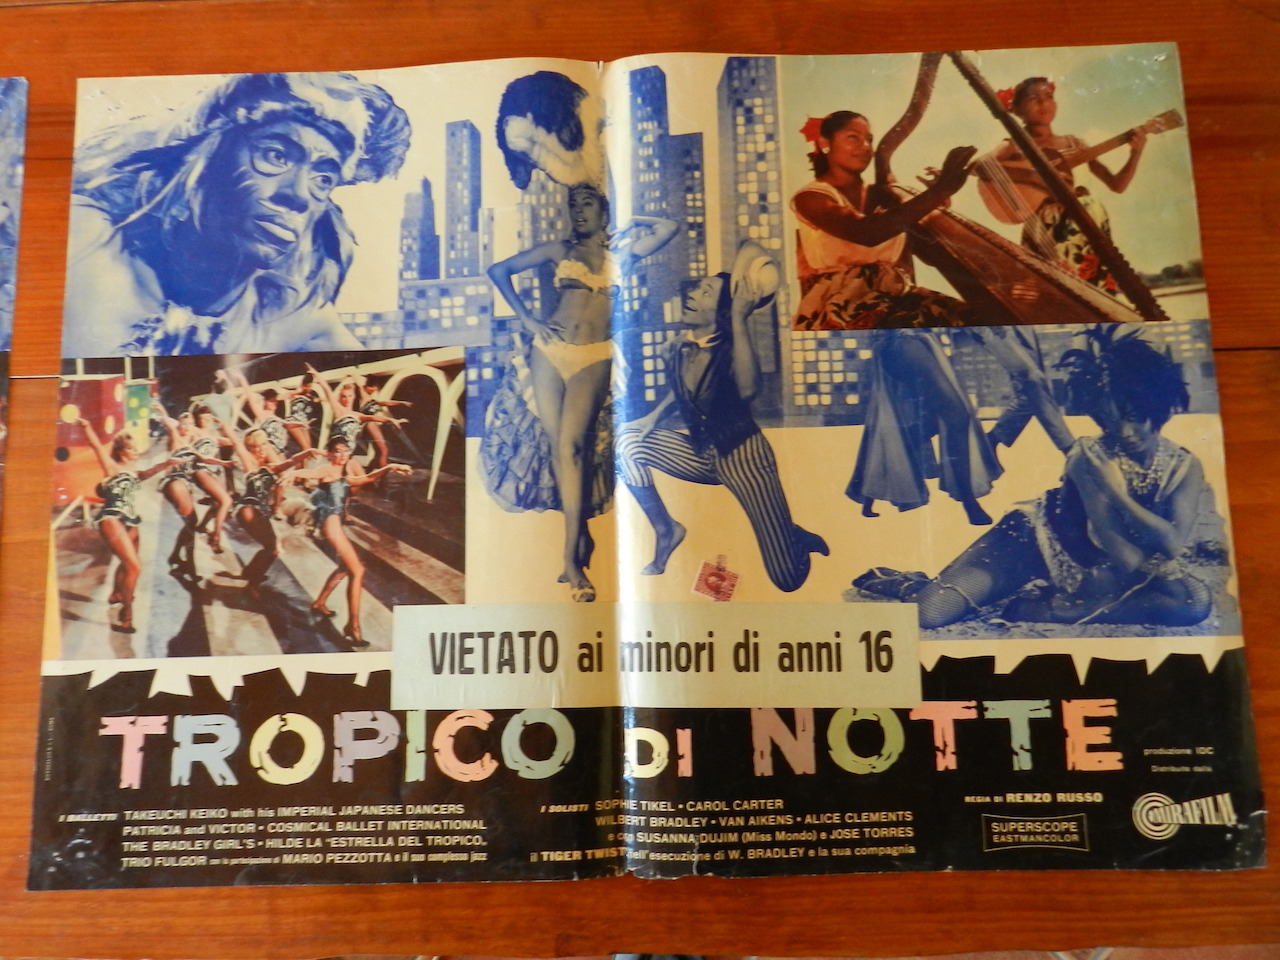 VIETATO ai minori di anni 16
TROPICO DI NOTTE
produzione IDC
Distribuito dalla
MIRAFILM
I BALLETTI TAKEUCHI KEIKO with his IMPERIAL JAPANESE DANCERS
PATRICIA and VICTOR • COSMICAL BALLET INTERNATIONAL
THE BRADLEY GIRL'S • HILDE LA "ESTRELLA DEL TROPICO„
TRIO FULGOR con la partecipazione di MARIO PEZZOTTA e il suo complesso jazz
I SOLISTI SOPHIE TIKEL • CAROL CARTER
WILBERT BRADLEY • VAN AIKENS • ALICE CLEMENTS
e con SUSANNA DUJIM (Miss Mondo) e JOSE TORRES
il TIGER TWIST nell'esecuzione di W. BRADLEY e la sua compagnia
REGIA DI RENZO RUSSO
SUPERSCOPE
EASTMANCOLOR